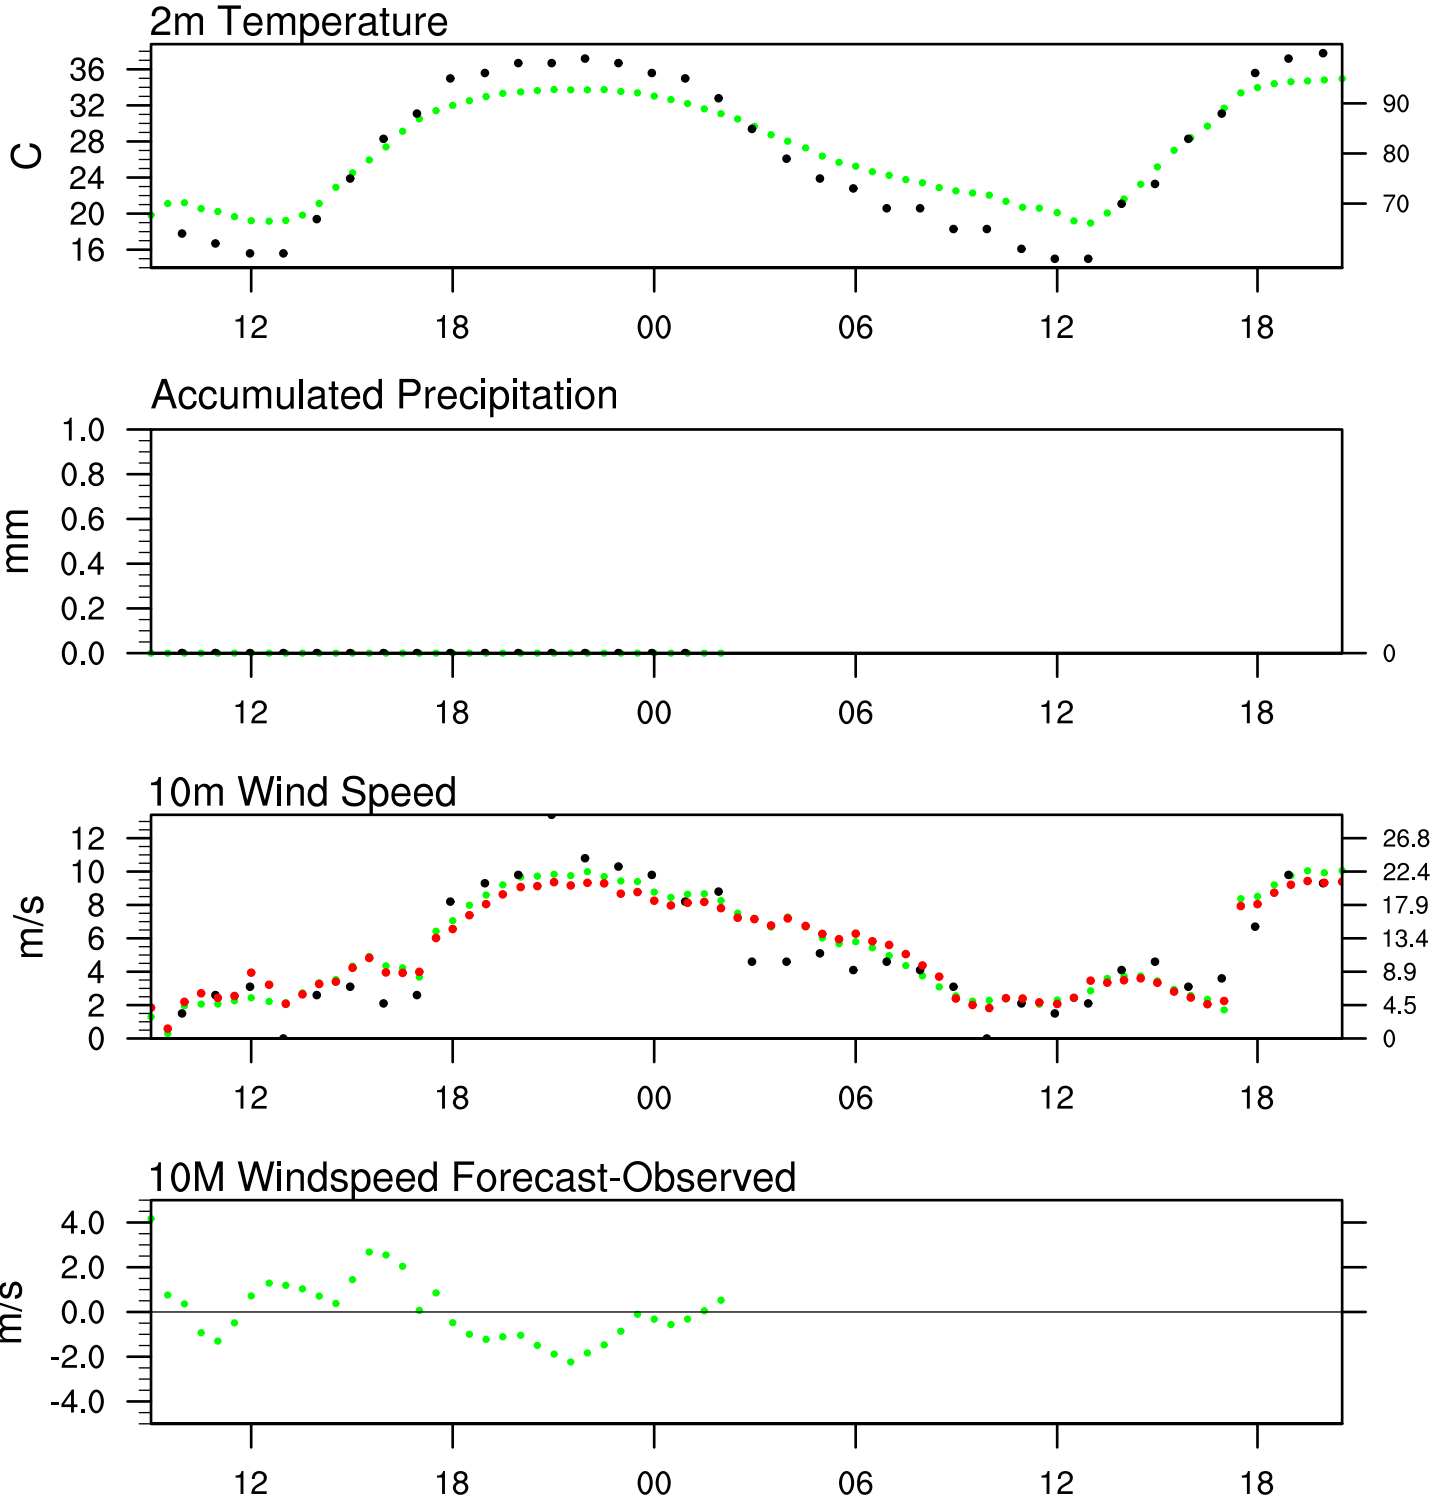 2m Temperature
36
32
28
24
20
16
C
90
80
70
12 18 00 06 12 18
Accumulated Precipitation
1.0
0.8
0.6
0.4
0.2
0.0
mm
0
12 18 00 06 12 18
10m Wind Speed
12
10
8
6
4
2
0
m/s
26.8
22.4
17.9
13.4
8.9
4.5
0
12 18 00 06 12 18
10M Windspeed Forecast-Observed
4.0
2.0
0.0
-2.0
-4.0
m/s
12 18 00 06 12 18